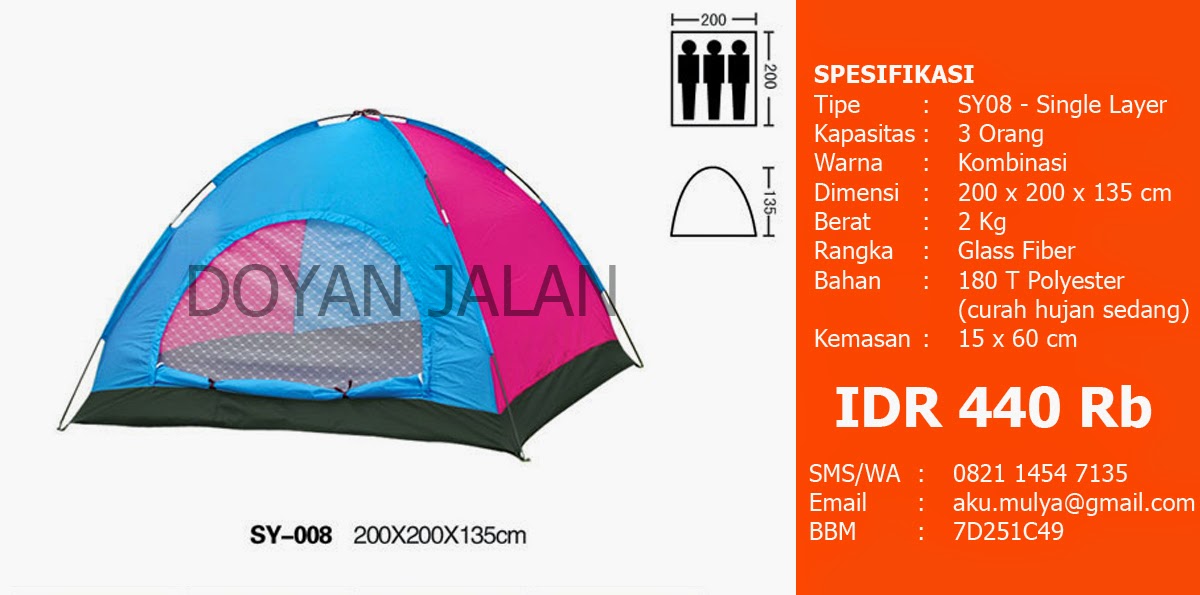 200
200
135
DOYAN JALAN
SY-008 200X200X135cm
SPESIFIKASI
Tipe : SY08 - Single Layer
Kapasitas : 3 Orang
Warna : Kombinasi
Dimensi : 200 x 200 x 135 cm
Berat : 2 Kg
Rangka : Glass Fiber
Bahan : 180 T Polyester
(curah hujan sedang)
Kemasan : 15 x 60 cm
IDR 440 Rb
SMS/WA : 0821 1454 7135
Email : aku.mulya@gmail.com
BBM : 7D251C49